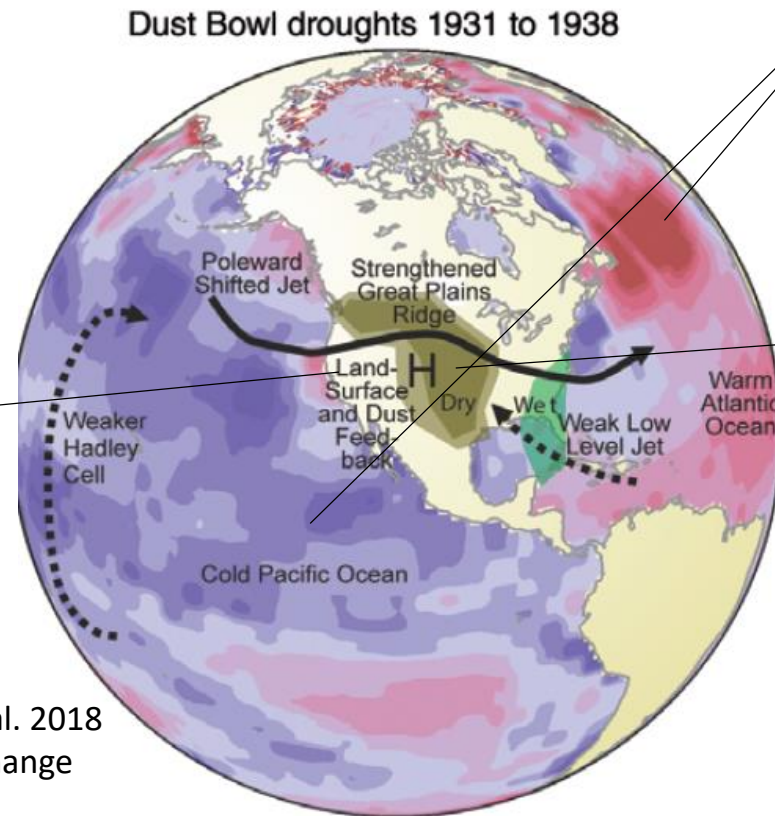 Dust Bowl droughts 1931 to 1938
Poleward
Shifted Jet
Strengthened
Great Plains
Ridge
Land-
Surface
and Dust
Feed-
back
H
Dry
Wet
Weak Low
Level Jet
Warm
Atlantic
Ocean
Weaker
Hadley
Cell
Cold Pacific Ocean
al. 2018
ange